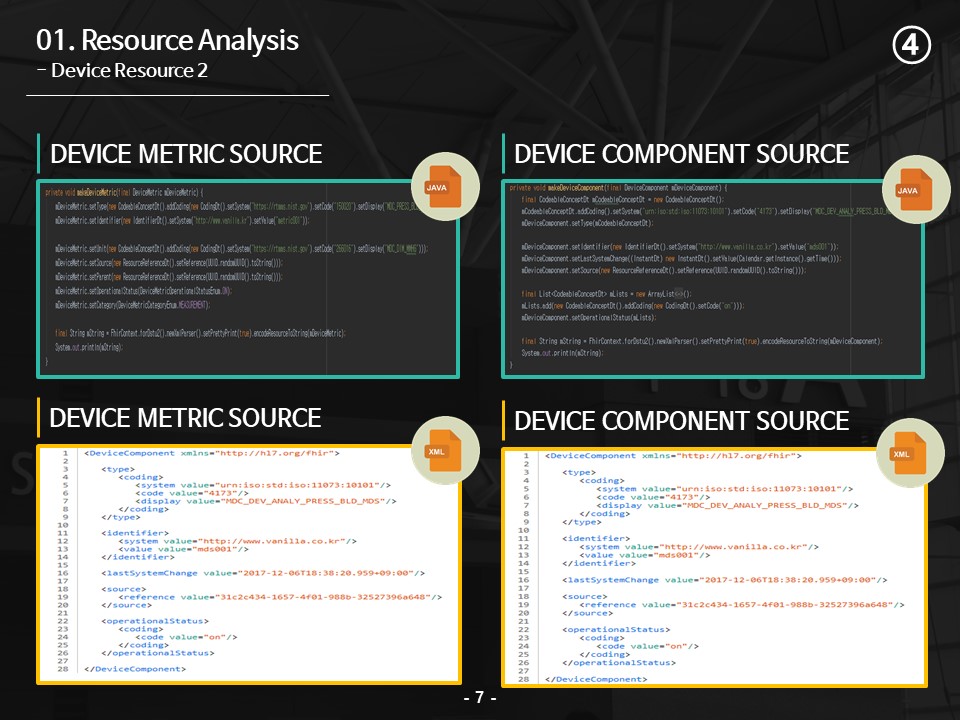 01. Resource Analysis
④
- Device Resource 2
DEVICE METRIC SOURCE
JAVA
private void makeDeviceMetric(final DeviceMetric mDeviceMetric) {
mDeviceMetric.setType(new CodeableConceptDt().addCoding(new CodingDt().setSystem("https://rtmms.nist.gov").setCode("150020").setDisplay("MDC_PRESS_BL
mDeviceMetric.setIdentifier(new IdentifierDt().setSystem("http://www.vanilla.kr").setValue("metric001"));
mDeviceMetric.setUnit(new CodeableConceptDt().addCoding(new CodingDt().setSystem("https://rtmms.nist.gov").setCode("266016").setDisplay("MDC_DIM_MMHG")));
mDeviceMetric.setSource(new ResourceReferenceDt().setReference(UUID.randomUUID().toString()));
mDeviceMetric.setParent(new ResourceReferenceDt().setReference(UUID.randomUUID().toString()));
mDeviceMetric.setOperationalStatus(DeviceMetricOperationalStatusEnum.ON);
mDeviceMetric.setCategory(DeviceMetricCategoryEnum.MEASUREMENT);
final String mString = FhirContext.forDstu2().newXmlParser().setPrettyPrint(true).encodeResourceToString(mDeviceMetric);
System.out.println(mString);
}
DEVICE COMPONENT SOURCE
JAVA
private void makeDeviceComponent(final DeviceComponent mDeviceComponent) {
final CodeableConceptDt mCodeableConceptDt = new CodeableConceptDt();
mCodeableConceptDt.addCoding().setSystem("urn:iso:std:iso:11073:10101").setCode("4173").setDisplay("MDC_DEV_ANALY_PRESS_BLD_M
mDeviceComponent.setType(mCodeableConceptDt);
mDeviceComponent.setIdentifier(new IdentifierDt().setSystem("http://www.vanilla.co.kr").setValue("mds001"));
mDeviceComponent.setLastSystemChange((InstantDt) new InstantDt().setValue(Calendar.getInstance().getTime()));
mDeviceComponent.setSource(new ResourceReferenceDt().setReference(UUID.randomUUID().toString()));
final List<CodeableConceptDt> mLists = new ArrayList<>();
mLists.add(new CodeableConceptDt().addCoding(new CodingDt().setCode("on")));
mDeviceComponent.setOperationalStatus(mLists);
final String mString = FhirContext.forDstu2().newXmlParser().setPrettyPrint(true).encodeResourceToString(mDeviceComponent);
System.out.println(mString);
}
DEVICE METRIC SOURCE
XML
1 <DeviceComponent xmlns="http://hl7.org/fhir">
2
3 <type>
4 <coding>
5 <system value="urn:iso:std:iso:11073:10101"/>
6 <code value="4173"/>
7 <display value="MDC_DEV_ANALY_PRESS_BLD_MDS"/>
8 </coding>
9 </type>
10
11 <identifier>
12 <system value="http://www.vanilla.co.kr"/>
13 <value value="mds001"/>
14 </identifier>
15
16 <lastSystemChange value="2017-12-06T18:38:20.959+09:00"/>
17
18 <source>
19 <reference value="31c2c434-1657-4f01-988b-32527396a648"/>
20 </source>
21
22 <operationalStatus>
23 <coding>
24 <code value="on"/>
25 </coding>
26 </operationalStatus>
27
28 </DeviceComponent>
DEVICE COMPONENT SOURCE
XML
1 <DeviceComponent xmlns="http://hl7.org/fhir">
2
3 <type>
4 <coding>
5 <system value="urn:iso:std:iso:11073:10101"/>
6 <code value="4173"/>
7 <display value="MDC_DEV_ANALY_PRESS_BLD_MDS"/>
8 </coding>
9 </type>
10
11 <identifier>
12 <system value="http://www.vanilla.co.kr"/>
13 <value value="mds001"/>
14 </identifier>
15
16 <lastSystemChange value="2017-12-06T18:38:20.959+09:00"/>
17
18 <source>
19 <reference value="31c2c434-1657-4f01-988b-32527396a648"/>
20 </source>
21
22 <operationalStatus>
23 <coding>
24 <code value="on"/>
25 </coding>
26 </operationalStatus>
27
28 </DeviceComponent>
- 7 -